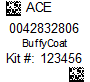 ACE
0042832806
BuffyCoat
Kit #: 123456